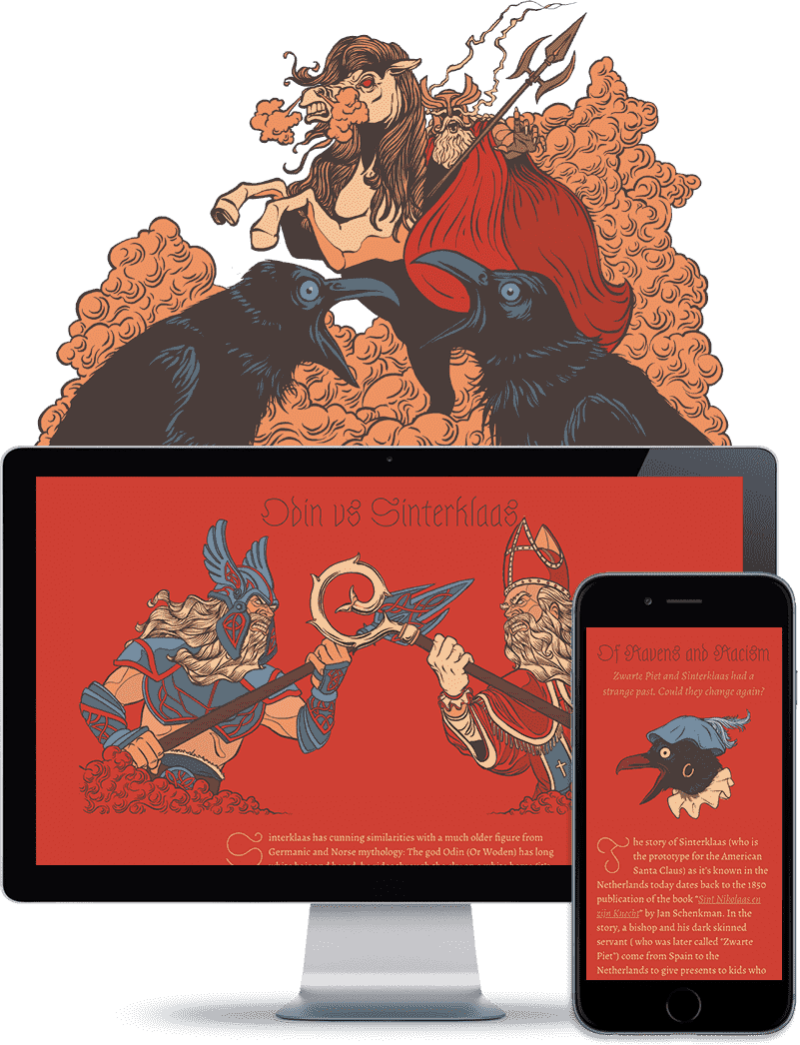 Odin vs Sinterklaas
Sinterklaas has cunning similarities with a much older figure from
Germanic and Norse mythology: The god Odin (Or Woden) has long
Of Ravens and Racism
Zwarte Piet and Sinterklaas had a
strange past. Could they change again?
The story of Sinterklaas (who is
the prototype for the American
Santa Claus) as it's known in the
Netherlands today dates back to the 1850
publication of the book "Sint Nikolaas en
zijn Knecht" by Jan Schenkman. In the
story, a bishop and his dark skinned
servant ( who was later called "Zwarte
Piet") come from Spain to the
Netherlands to give presents to kids who